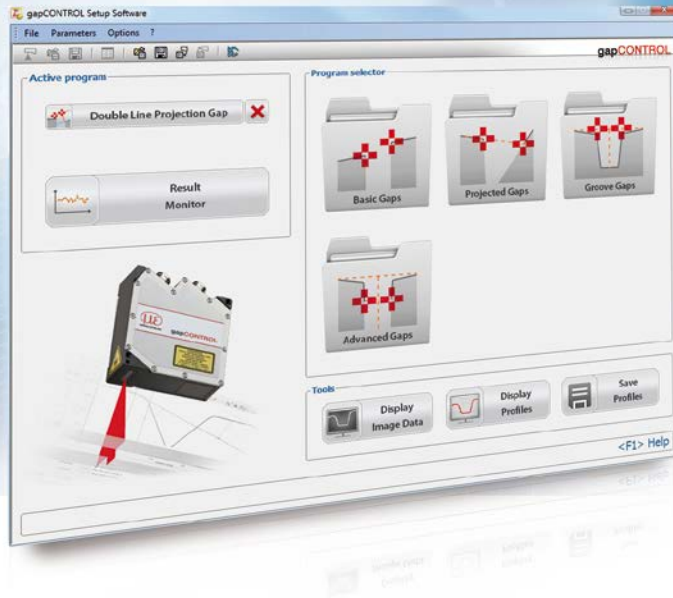 gapCONTROL Setup Software
File Parameters Options ?
gapCONTROL
Active program
Double Line Projection Gap
Result
Monitor
gapCONTROL
Program selector
Basic Gaps
Projected Gaps
Groove Gaps
Advanced Gaps
Tools
Display
Image Data
Display
Profiles
Save
Profiles
<F1> Help